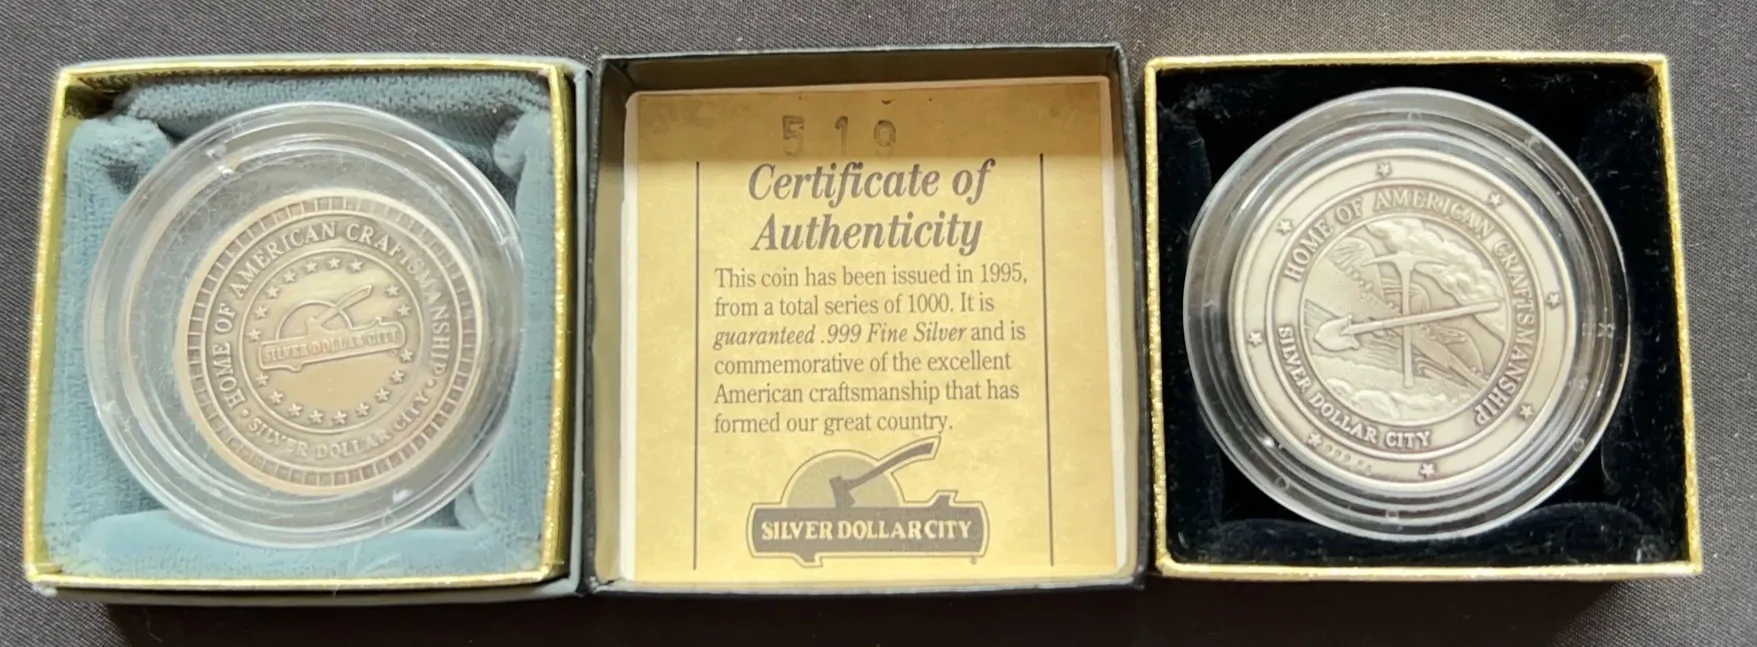 HOME OF AMERICAN CRAFTSMANSHIP
SILVER DOLLAR CITY
SILVER DOLLAR CITY
519
Certificate of
Authenticity
This coin has been issued in 1995,
from a total series of 1000. It is
guaranteed .999 Fine Silver and is
commemorative of the excellent
American craftsmanship that has
formed our great country.
SILVER DOLLAR CITY
HOME OF AMERICAN CRAFTSMANSHIP
SILVER DOLLAR CITY
.999